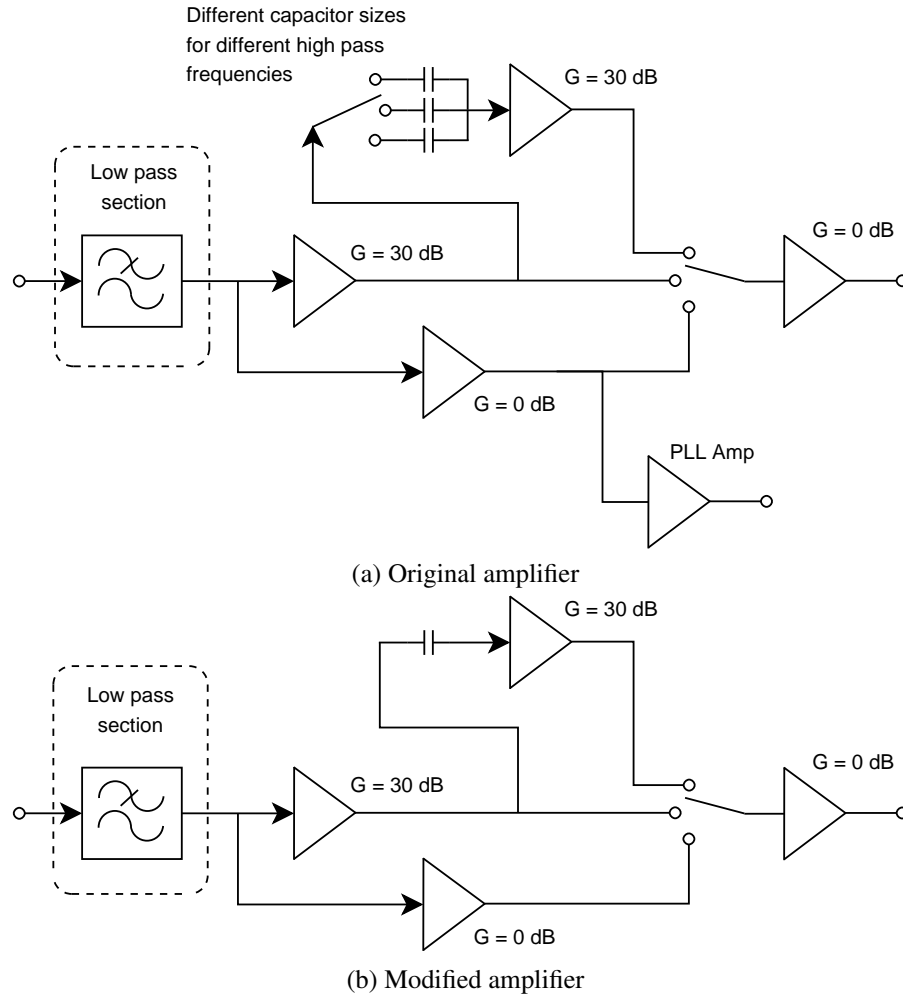 Different capacitor sizes
for different high pass
frequencies
G = 30 dB
Low pass
section
G = 30 dB
G = 0 dB
G = 0 dB
PLL Amp
(a) Original amplifier
G = 30 dB
Low pass
section
G = 30 dB
G = 0 dB
G = 0 dB
(b) Modified amplifier